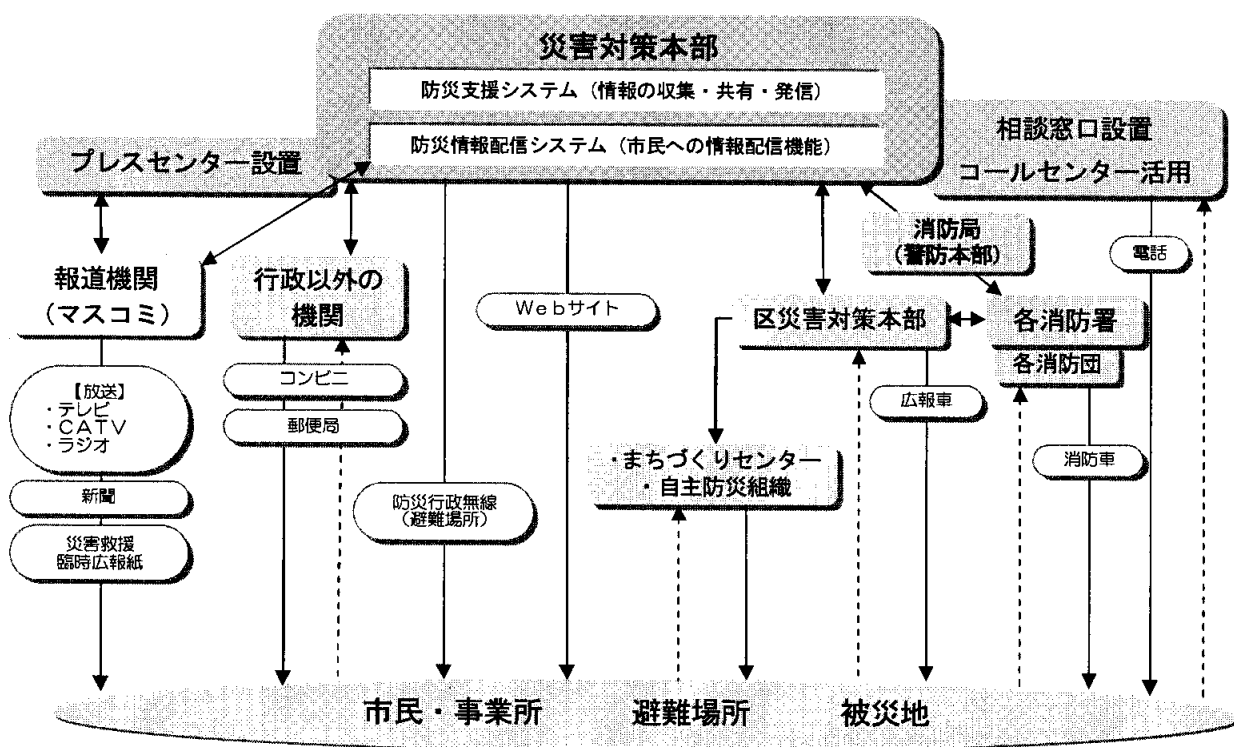 災害対策本部
防災支援システム（情報の収集・共有・発信）
防災情報配信システム（市民への情報配信機能）
プレスセンター設置
相談窓口設置
コールセンター活用
報道機関
（マスコミ）
行政以外の
機関
Ｗｅｂサイト
消防局
（警防本部）
電話
区災害対策本部
各消防署
各消防団
【放送】
・テレビ
・ＣＡＴＶ
・ラジオ
コンビニ
郵便局
広報車
・まちづくりセンター
・自主防災組織
消防車
新聞
防災行政無線
（避難場所）
災害救援
臨時広報紙
市民・事業所
避難場所
被災地